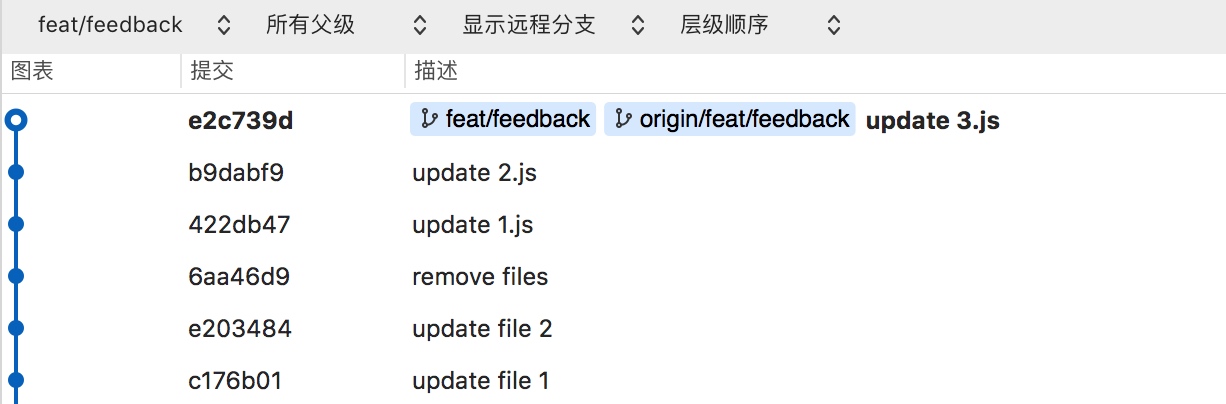 feat/feedback 所有父级 显示远程分支 层级顺序
图表 提交 描述
e2c739d feat/feedback origin/feat/feedback update 3.js
b9dabf9 update 2.js
422db47 update 1.js
6aa46d9 remove files
e203484 update file 2
c176b01 update file 1